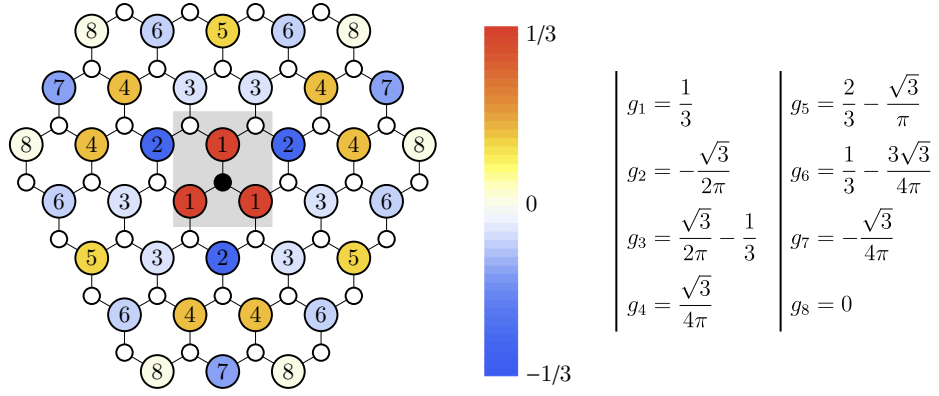 8 6 5 6 8
7 4 3 3 4 7
8 4 2 1 2 4 8
6 3 1 1 3 6
5 3 2 3 5
6 4 4 6
8 7 8
1/3
0
−1/3
g₁ = 1/3
g₂ = −√3/2π
g₃ = √3/2π − 1/3
g₄ = √3/4π
g₅ = 2/3 − √3/π
g₆ = 1/3 − 3√3/4π
g₇ = −√3/4π
g₈ = 0